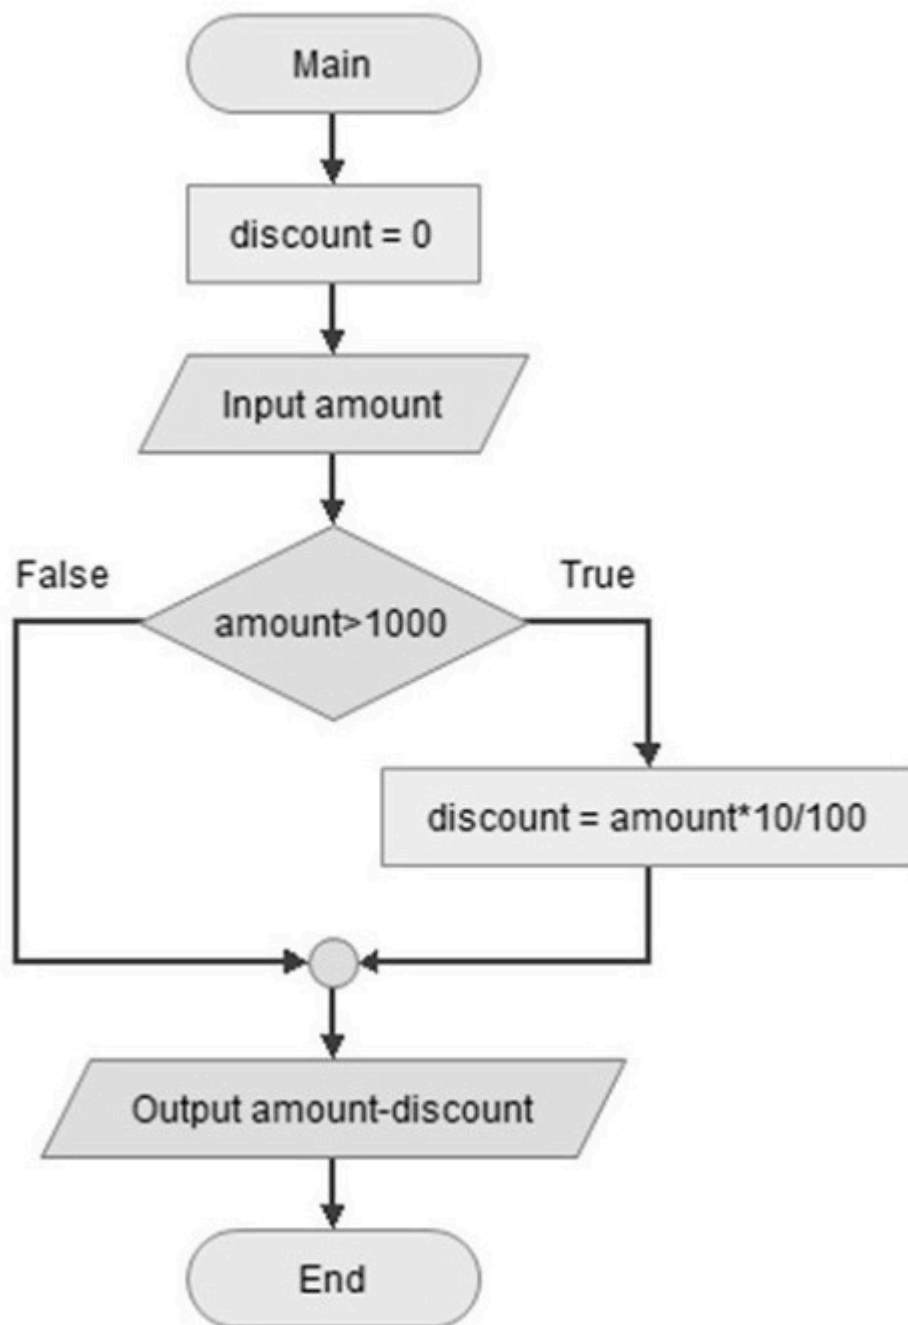 Main
discount = 0
Input amount
False
True
amount>1000
discount = amount*10/100
Output amount-discount
End